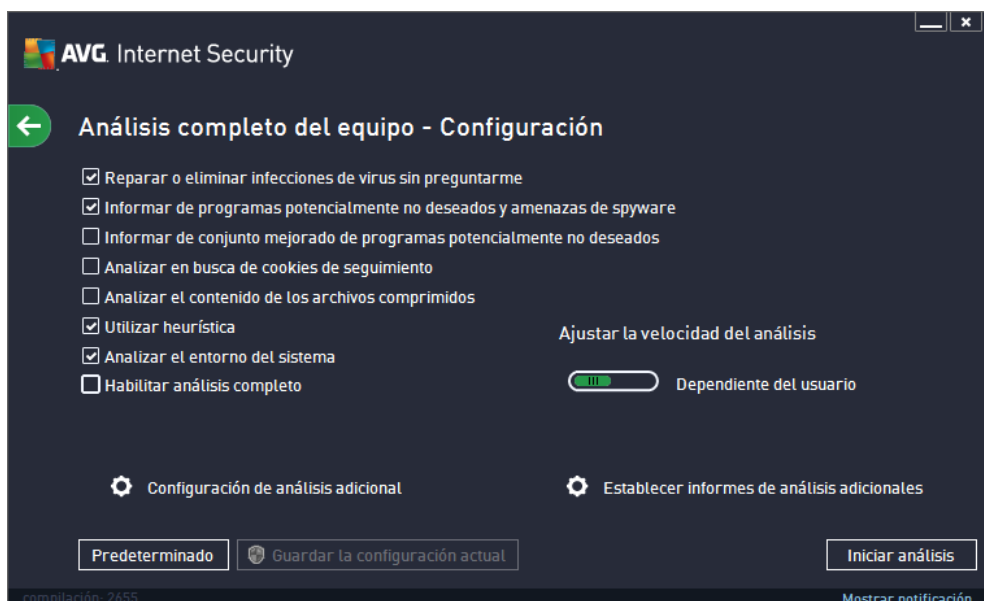 AVG. Internet Security
Análisis completo del equipo - Configuración
Reparar o eliminar infecciones de virus sin preguntarme
Informar de programas potencialmente no deseados y amenazas de spyware
Informar de conjunto mejorado de programas potencialmente no deseados
Analizar en busca de cookies de seguimiento
Analizar el contenido de los archivos comprimidos
Utilizar heurística
Analizar el entorno del sistema
Habilitar análisis completo
Ajustar la velocidad del análisis
Dependiente del usuario
Configuración de análisis adicional
Establecer informes de análisis adicionales
Predeterminado
Guardar la configuración actual
Iniciar análisis
compilación: 2655
Mostrar notificación